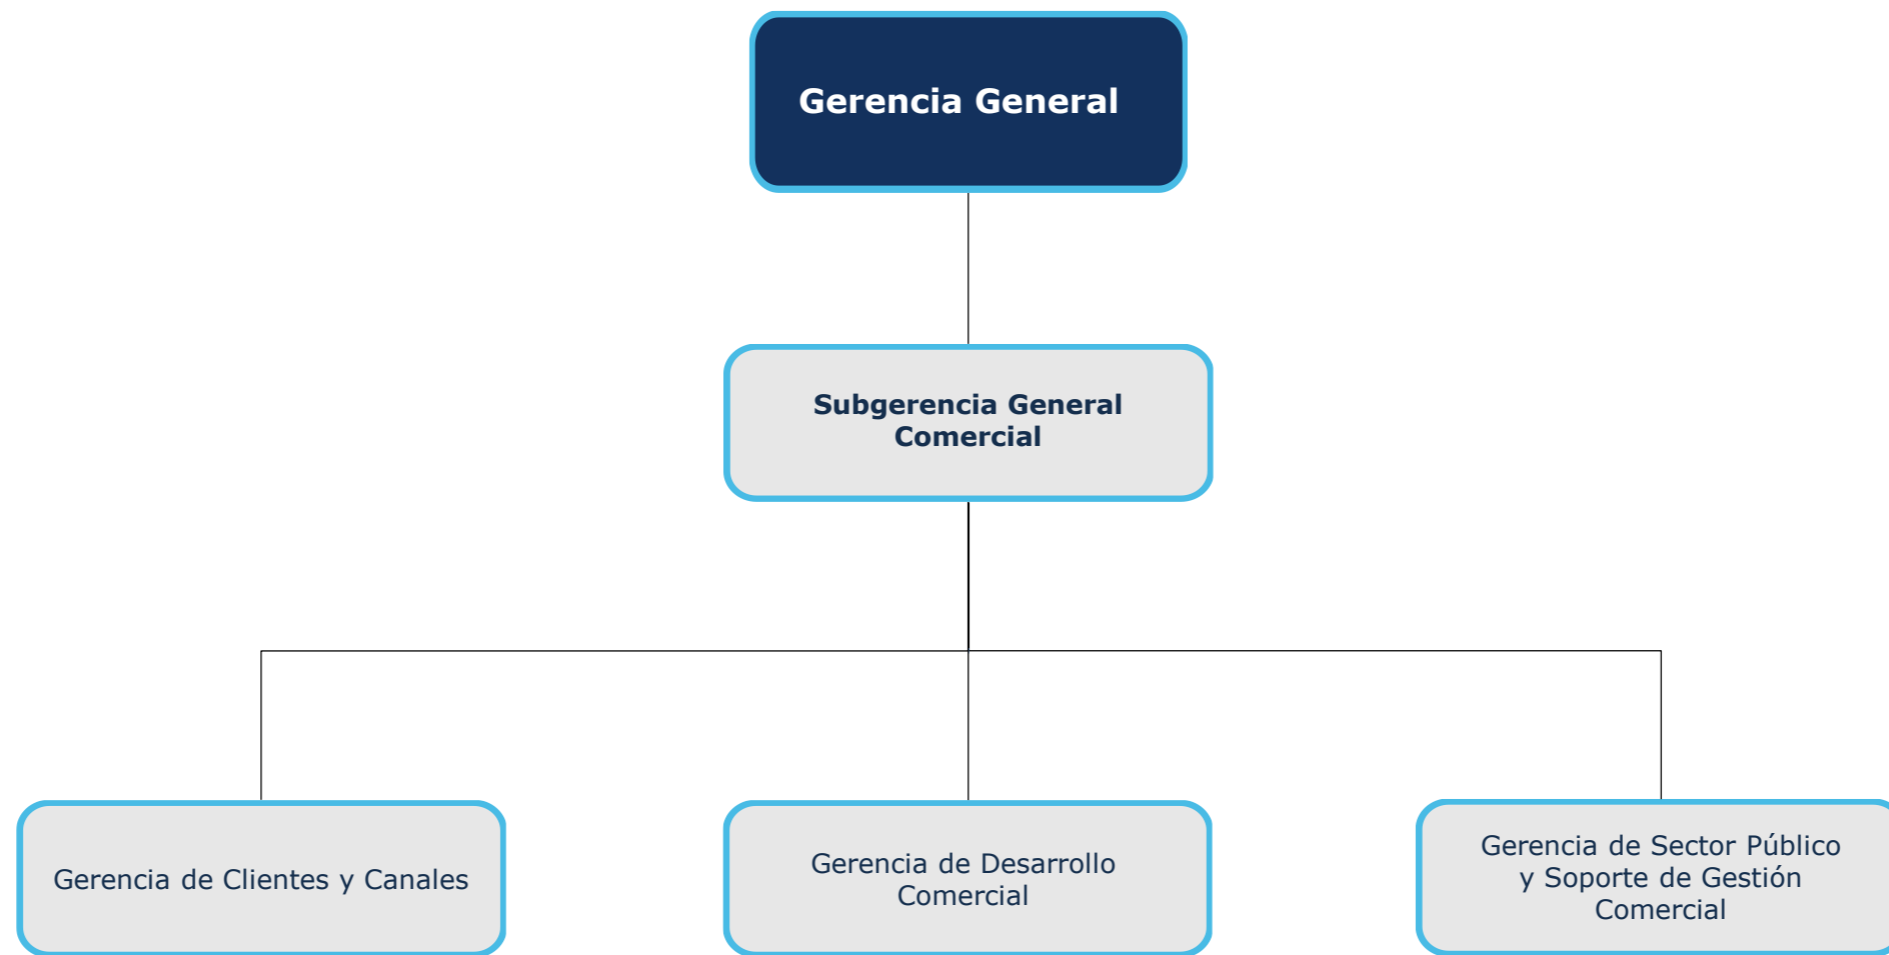 Gerencia General
Subgerencia General
Comercial
Gerencia de Clientes y Canales
Gerencia de Desarrollo
Comercial
Gerencia de Sector Público
y Soporte de Gestión
Comercial